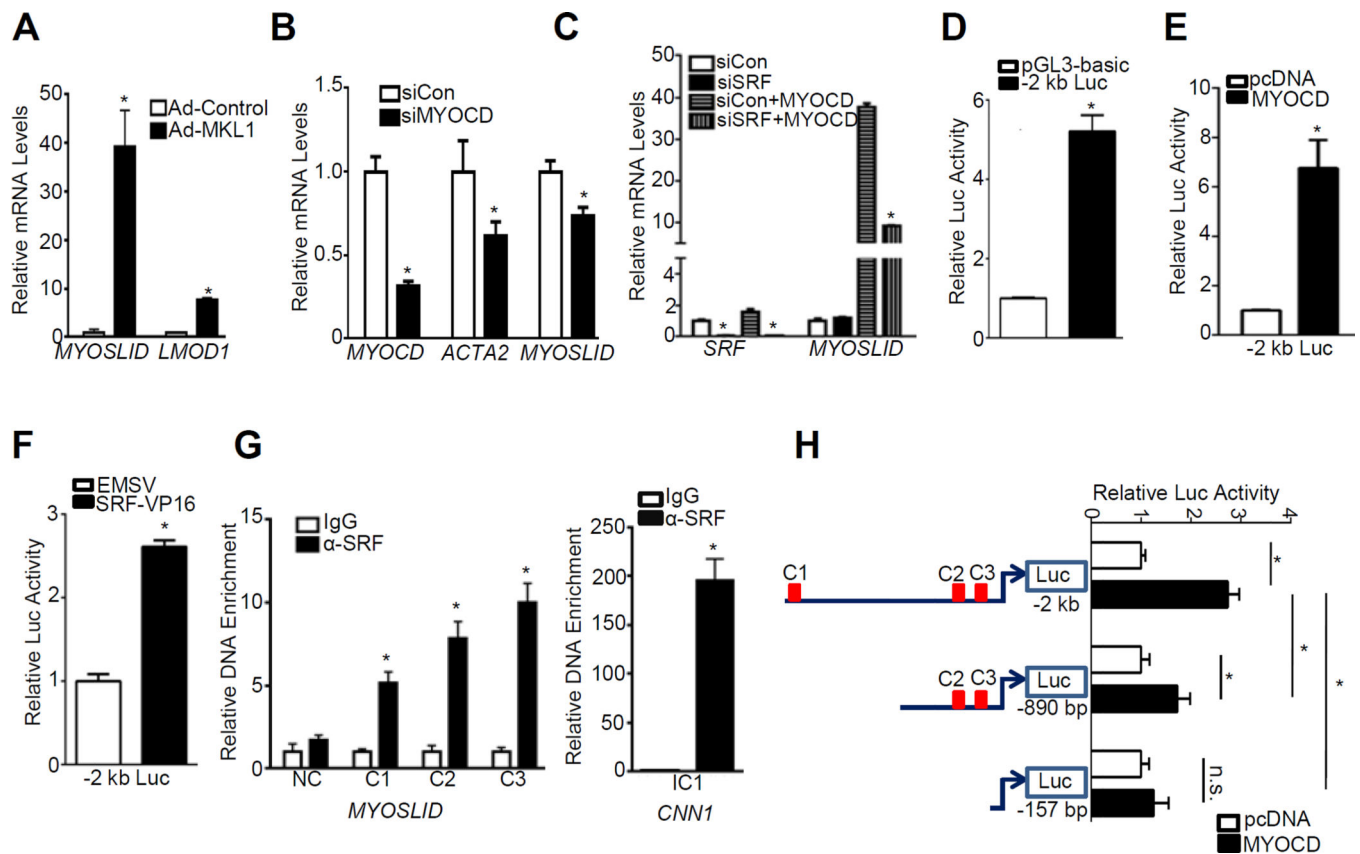 A
Ad-Control
Ad-MKL1
Relative mRNA Levels
50
40
30
20
10
0
*
*
MYOSLID LMOD1
B
siCon
siMYOCD
Relative mRNA Levels
1.0
0.5
0.0
*
*
*
MYOCD ACTA2 MYOSLID
C
siCon
siSRF
siCon+MYOCD
siSRF+MYOCD
Relative mRNA Levels
50
40
30
20
10
4
2
0
*
*
*
SRF MYOSLID
D
pGL3-basic
-2 kb Luc
Relative Luc Activity
6
4
2
0
*
E
pcDNA
MYOCD
Relative Luc Activity
10
8
6
4
2
0
*
-2 kb Luc
F
EMSV
SRF-VP16
Relative Luc Activity
3
2
1
0
*
-2 kb Luc
G
IgG
α-SRF
Relative DNA Enrichment
15
10
5
0
*
*
*
NC C1 C2 C3
MYOSLID
IgG
α-SRF
Relative DNA Enrichment
250
200
150
100
50
0
*
IC1
CNN1
H
Relative Luc Activity
0 1 2 3 4
C1 C2 C3
Luc
-2 kb
*
C2 C3
Luc
-890 bp
*
*
*
Luc
-157 bp
n.s.
pcDNA
MYOCD